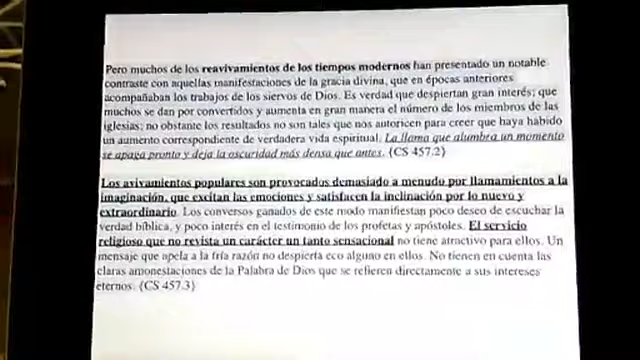 Pero muchos de los reavivamientos de los tiempos modernos han presentado un notable
contraste con aquellas manifestaciones de la gracia divina, que en épocas anteriores
acompañaban los trabajos de los siervos de Dios. Es verdad que despiertan gran interés; que
muchos se dan por convertidos y aumenta en gran manera el número de los miembros de las
iglesias; no obstante los resultados no son tales que nos autoricen para creer que haya habido
un aumento correspondiente de verdadera vida espiritual. La llama que alumbra un momento
se apaga pronto y deja la oscuridad más densa que antes. {CS 457.2}
Los avivamientos populares son provocados demasiado a menudo por llamamientos a la
imaginación, que excitan las emociones y satisfacen la inclinación por lo nuevo y
extraordinario. Los conversos ganados de este modo manifiestan poco deseo de escuchar la
verdad bíblica, y poco interés en el testimonio de los profetas y apóstoles. El servicio
religioso que no revista un carácter un tanto sensacional no tiene atractivo para ellos. Un
mensaje que apela a la fría razón no despierta eco alguno en ellos. No tienen en cuenta las
claras amonestaciones de la Palabra de Dios que se refieren directamente a sus intereses
eternos. {CS 457.3}